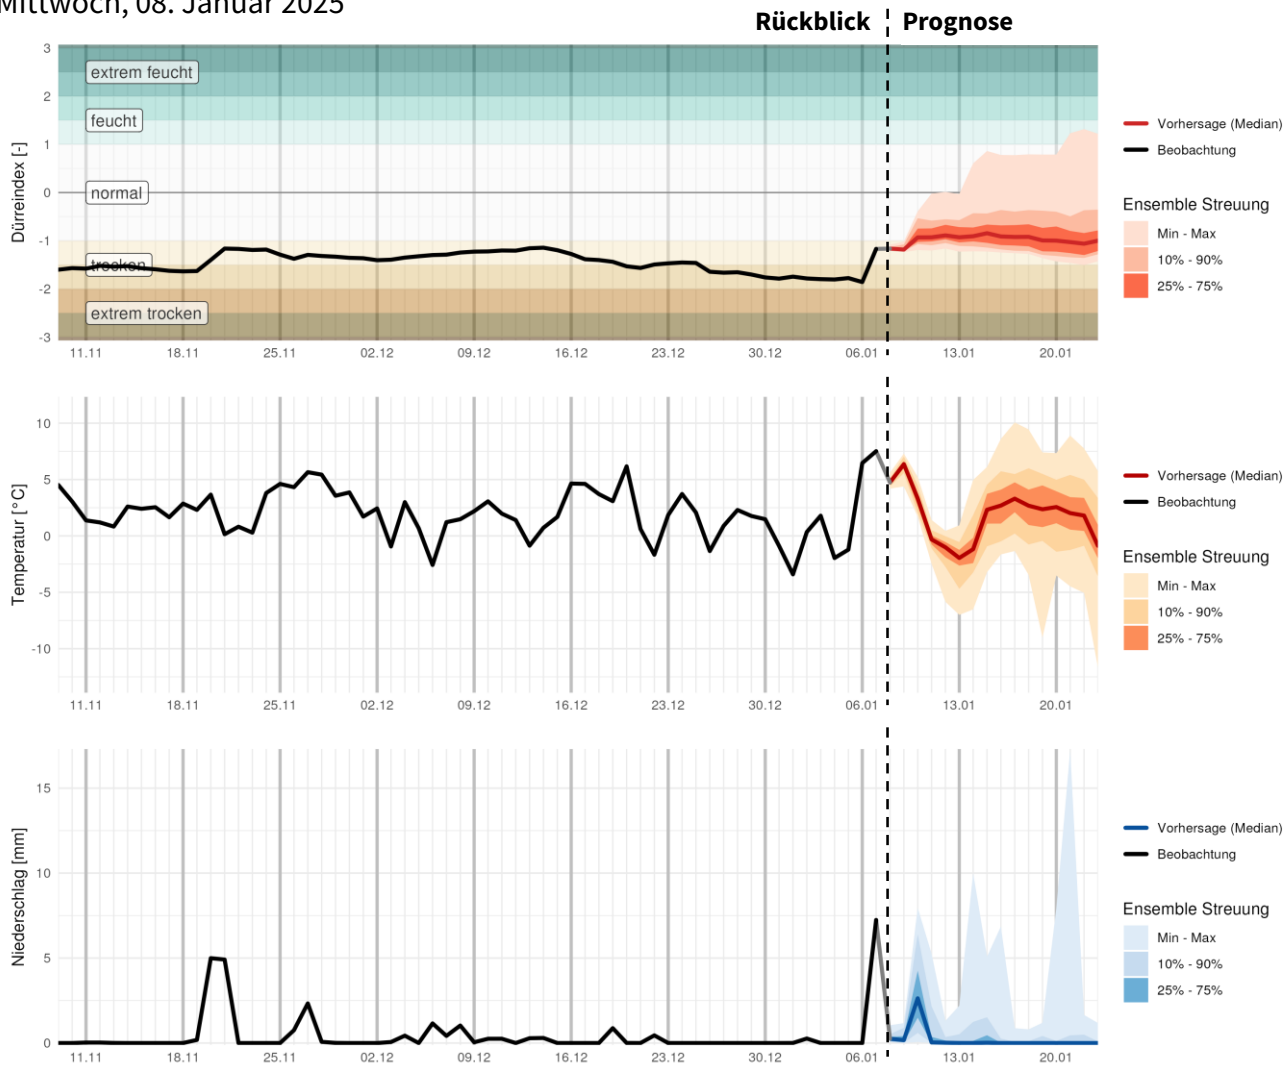 Mittwoch, 08. Januar 2025
Rückblick
Prognose
3
2
1
0
-1
-2
-3
Dürreindex [-]
extrem feucht
feucht
normal
trocken
extrem trocken
11.11
18.11
25.11
02.12
09.12
16.12
23.12
30.12
06.01
13.01
20.01
Vorhersage (Median)
Beobachtung
Ensemble Streuung
Min - Max
10% - 90%
25% - 75%
10
5
0
-5
-10
Temperatur [°C]
11.11
18.11
25.11
02.12
09.12
16.12
23.12
30.12
06.01
13.01
20.01
Vorhersage (Median)
Beobachtung
Ensemble Streuung
Min - Max
10% - 90%
25% - 75%
15
10
5
0
Niederschlag [mm]
11.11
18.11
25.11
02.12
09.12
16.12
23.12
30.12
06.01
13.01
20.01
Vorhersage (Median)
Beobachtung
Ensemble Streuung
Min - Max
10% - 90%
25% - 75%